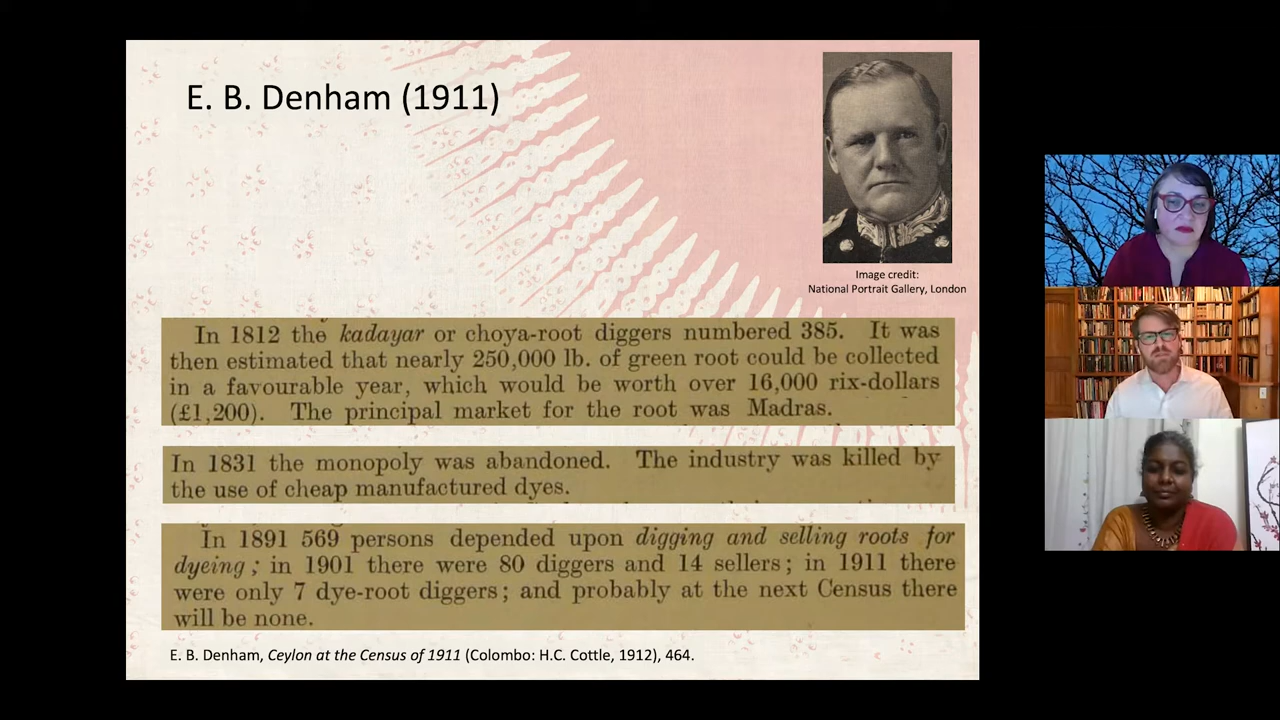 E. B. Denham (1911)
Image credit:
National Portrait Gallery, London
In 1812 the kadayar or choya-root diggers numbered 385. It was
then estimated that nearly 250,000 lb. of green root could be collected
in a favourable year, which would be worth over 16,000 rix-dollars
(£1,200). The principal market for the root was Madras.
In 1831 the monopoly was abandoned. The industry was killed by
the use of cheap manufactured dyes.
In 1891 569 persons depended upon digging and selling roots for
dyeing; in 1901 there were 80 diggers and 14 sellers; in 1911 there
were only 7 dye-root diggers; and probably at the next Census there
will be none.
E. B. Denham, Ceylon at the Census of 1911 (Colombo: H.C. Cottle, 1912), 464.